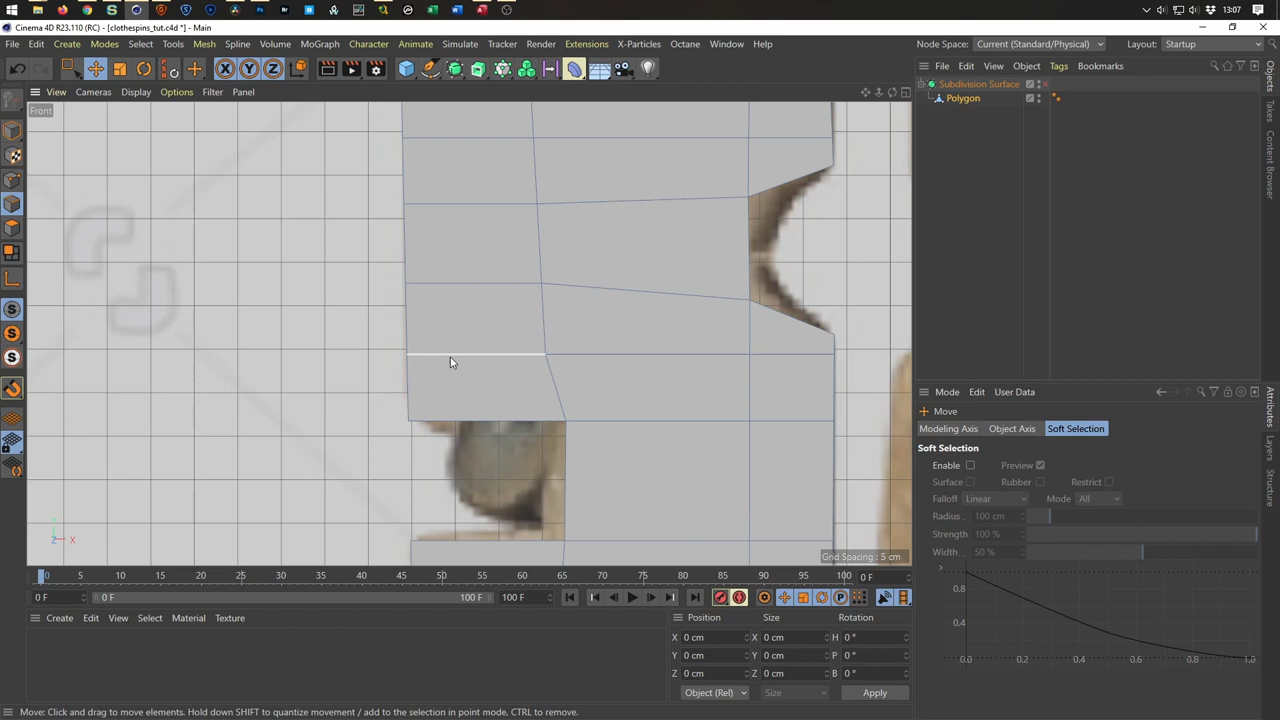 13:07
Cinema 4D R23.110 (RC) - [clothespins_tut.c4d *] - Main
File Edit Create Modes Select Tools Mesh Spline Volume MoGraph Character Animate Simulate Tracker Render Extensions X-Particles Octane Window Help
Node Space: Current (Standard/Physical) Layout: Startup
X Y Z
File Edit View Object Tags Bookmarks
View Cameras Display Options Filter Panel
Subdivision Surface
Polygon
Front
Objects
Takes
Content Browser
Mode Edit User Data
Move
Modeling Axis Object Axis Soft Selection
Soft Selection
Enable Preview
Surface Rubber Restrict
Falloff Linear Mode All
Radius . 100 cm
Strength 100 %
Width . 50 %
Attributes
Layers
Structure
Y
Z X
Grid Spacing : 5 cm
0 5 10 15 20 25 30 35 40 45 50 55 60 65 70 75 80 85 90 95 100 0 F
0 F 0 F 100 F 100 F
0.8
0.4
0.0 0.2 0.4 0.6 0.8 1.0
Create Edit View Select Material Texture
Position Size Rotation
X 0 cm X 0 cm H 0 °
Y 0 cm Y 0 cm P 0 °
Z 0 cm Z 0 cm B 0 °
Object (Rel) Size Apply
Move: Click and drag to move elements. Hold down SHIFT to quantize movement / add to the selection in point mode, CTRL to remove.